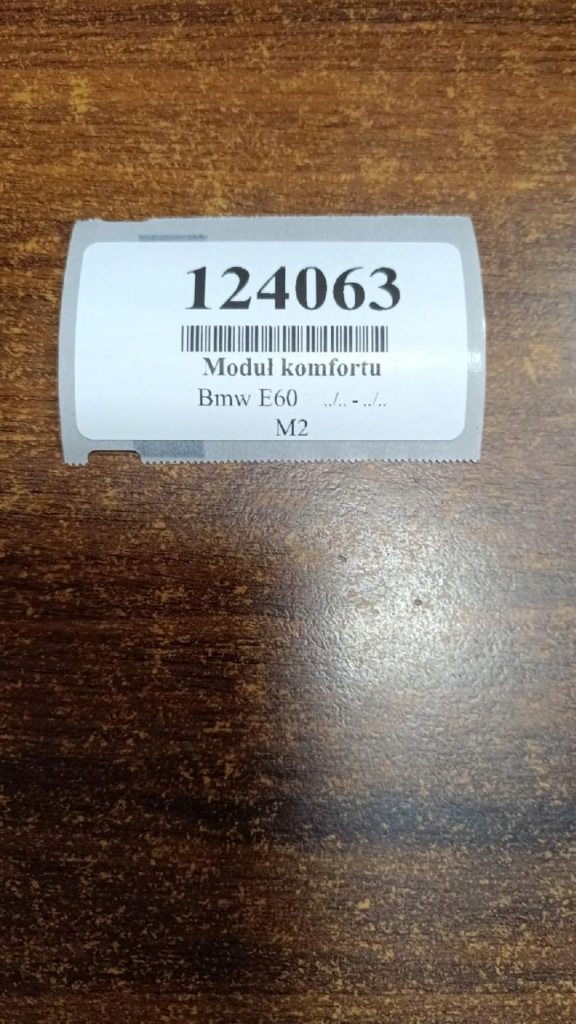 124063
Moduł komfortu
Bmw E60 ../.. - ../..
M2